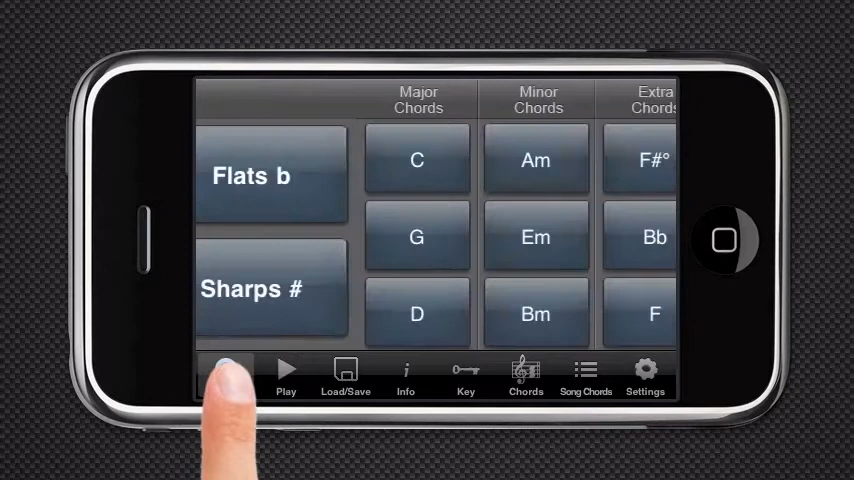 Major
Chords
Minor
Chords
Extra
Chords
Flats b
C
Am
F#°
G
Em
Bb
Sharps #
D
Bm
F
Play
Load/Save
i
Info
Key
Chords
Song Chords
Settings